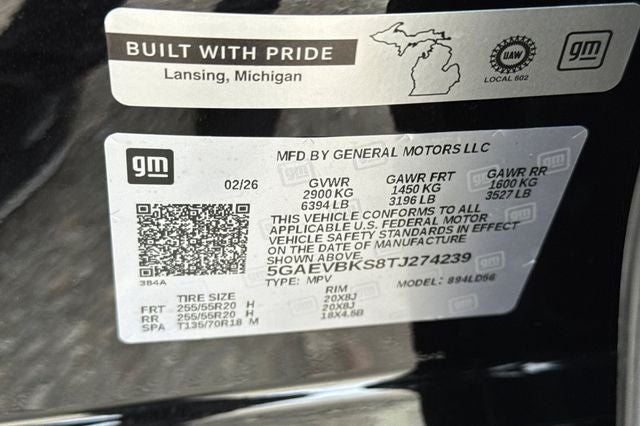 BUILT WITH PRIDE
Lansing, Michigan
UAW
LOCAL 602
gm
gm
MFD BY GENERAL MOTORS LLC
02/26
GVWR GAWR FRT GAWR RR
2900 KG 1450 KG 1600 KG
6394 LB 3196 LB 3527 LB
THIS VEHICLE CONFORMS TO ALL
APPLICABLE U.S. FEDERAL MOTOR
VEHICLE SAFETY STANDARDS IN EFFECT
ON THE DATE OF MANUFACTURE
SHOWN ABOVE.
5GAEVBKS8TJ274239
384A
TYPE: MPV MODEL: 894LD56
TIRE SIZE RIM
FRT 255/55R20 H 20X8J
RR 255/55R20 H 20X8J
SPA T135/70R18 M 18X4.5B